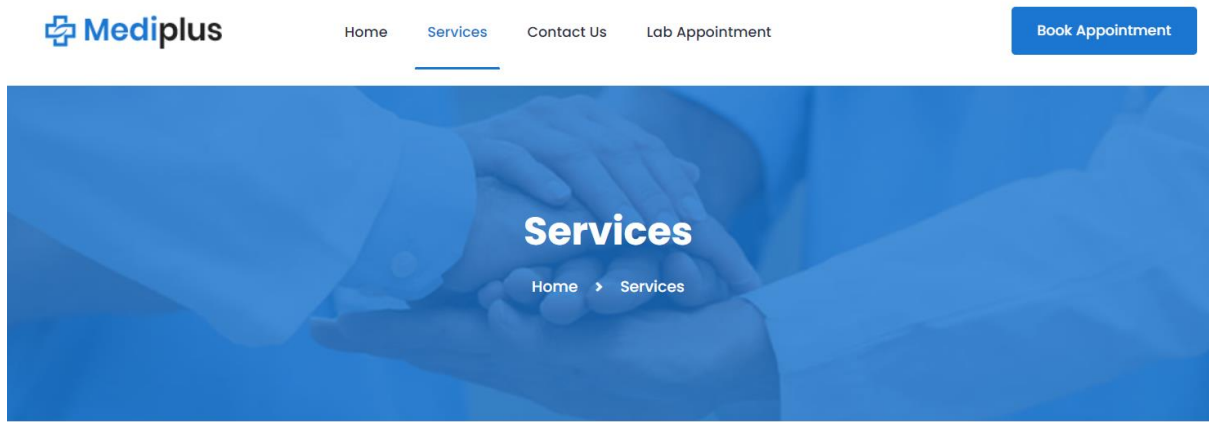 Mediplus
Home Services Contact Us Lab Appointment
Book Appointment
Services
Home > Services